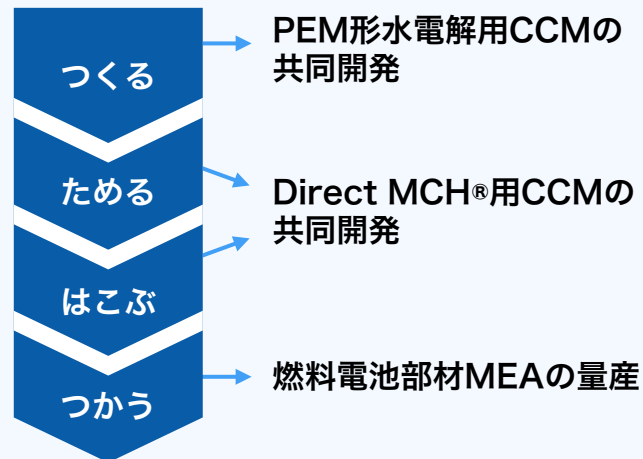 つくる
PEM形水電解用CCMの
共同開発
ためる
Direct MCH®用CCMの
共同開発
はこぶ
つかう
燃料電池部材MEAの量産